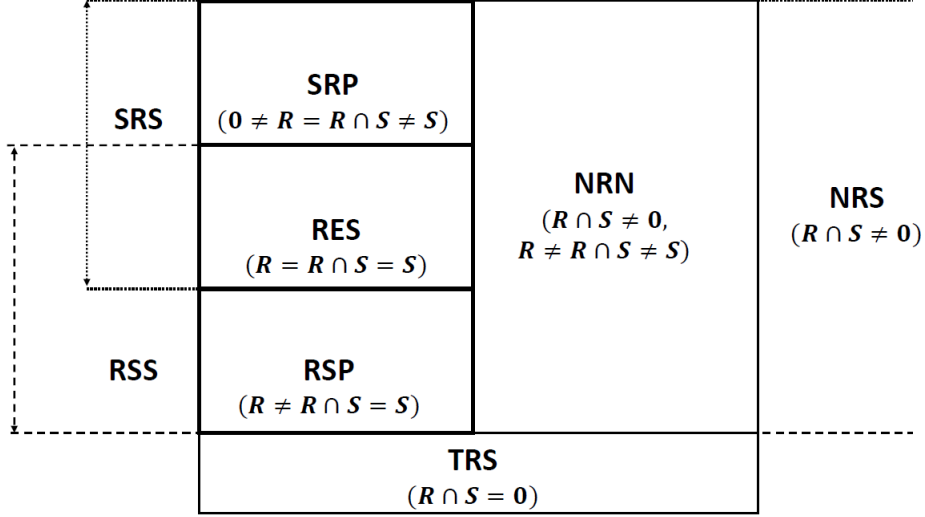 SRP
(0 ≠ R = R ∩ S ≠ S)
SRS
NRN
(R ∩ S ≠ 0,
R ≠ R ∩ S ≠ S)
NRS
(R ∩ S ≠ 0)
RES
(R = R ∩ S = S)
RSS
RSP
(R ≠ R ∩ S = S)
TRS
(R ∩ S = 0)